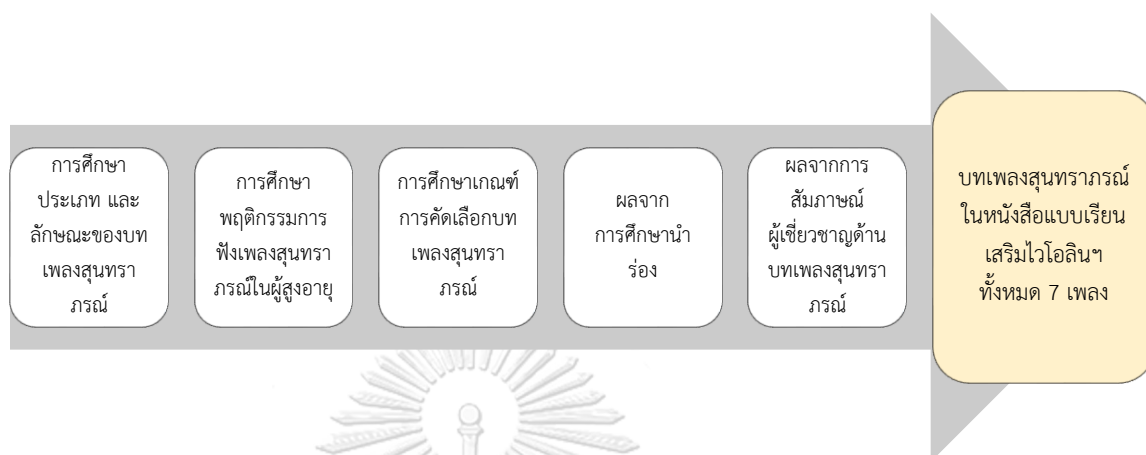 การศึกษา
ประเภท และ
ลักษณะของบท
เพลงสุนทรา
ภรณ์
การศึกษา
พฤติกรรมการ
ฟังเพลงสุนทรา
ภรณ์ในผู้สูงอายุ
การศึกษาเกณฑ์
การคัดเลือกบท
เพลงสุนทรา
ภรณ์
ผลจาก
การศึกษานำ
ร่อง
ผลจากการ
สัมภาษณ์
ผู้เชี่ยวชาญด้าน
บทเพลงสุนทรา
ภรณ์
บทเพลงสุนทราภรณ์
ในหนังสือแบบเรียน
เสริมไวโอลินฯ
ทั้งหมด 7 เพลง